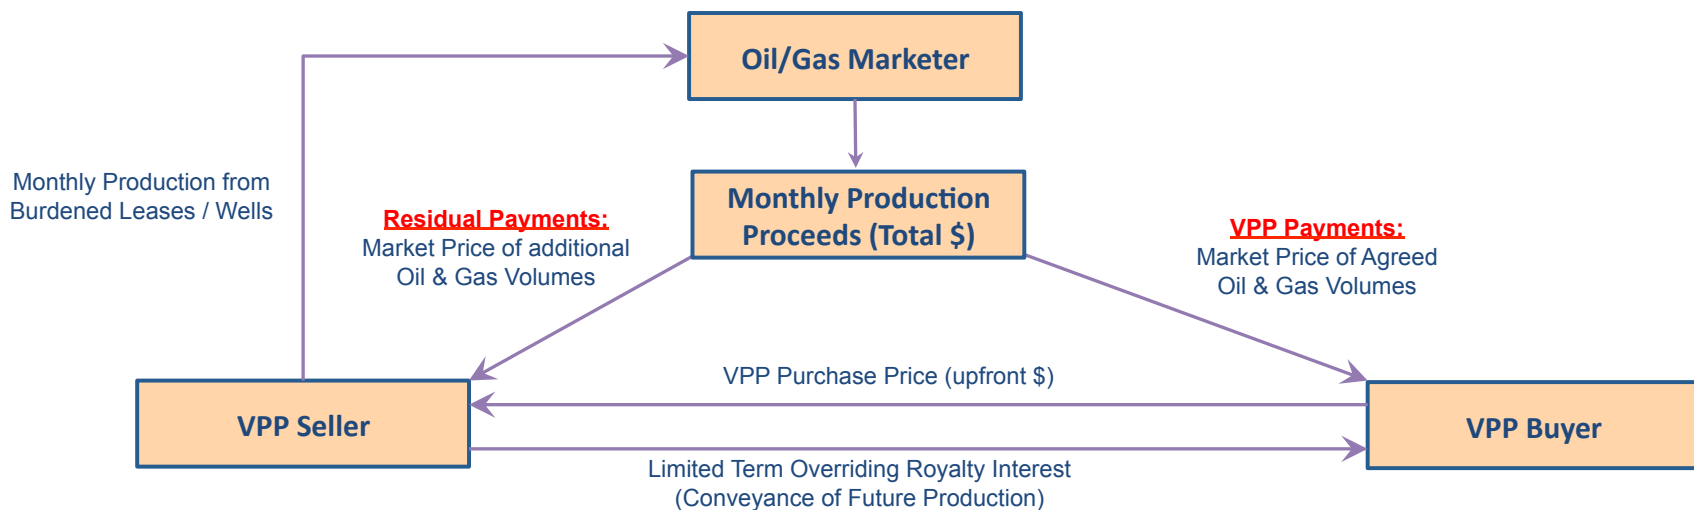 Oil/Gas Marketer
Monthly Production from
Burdened Leases / Wells
Residual Payments:
Market Price of additional
Oil & Gas Volumes
Monthly Production
Proceeds (Total $)
VPP Payments:
Market Price of Agreed
Oil & Gas Volumes
VPP Purchase Price (upfront $)
VPP Seller
VPP Buyer
Limited Term Overriding Royalty Interest
(Conveyance of Future Production)